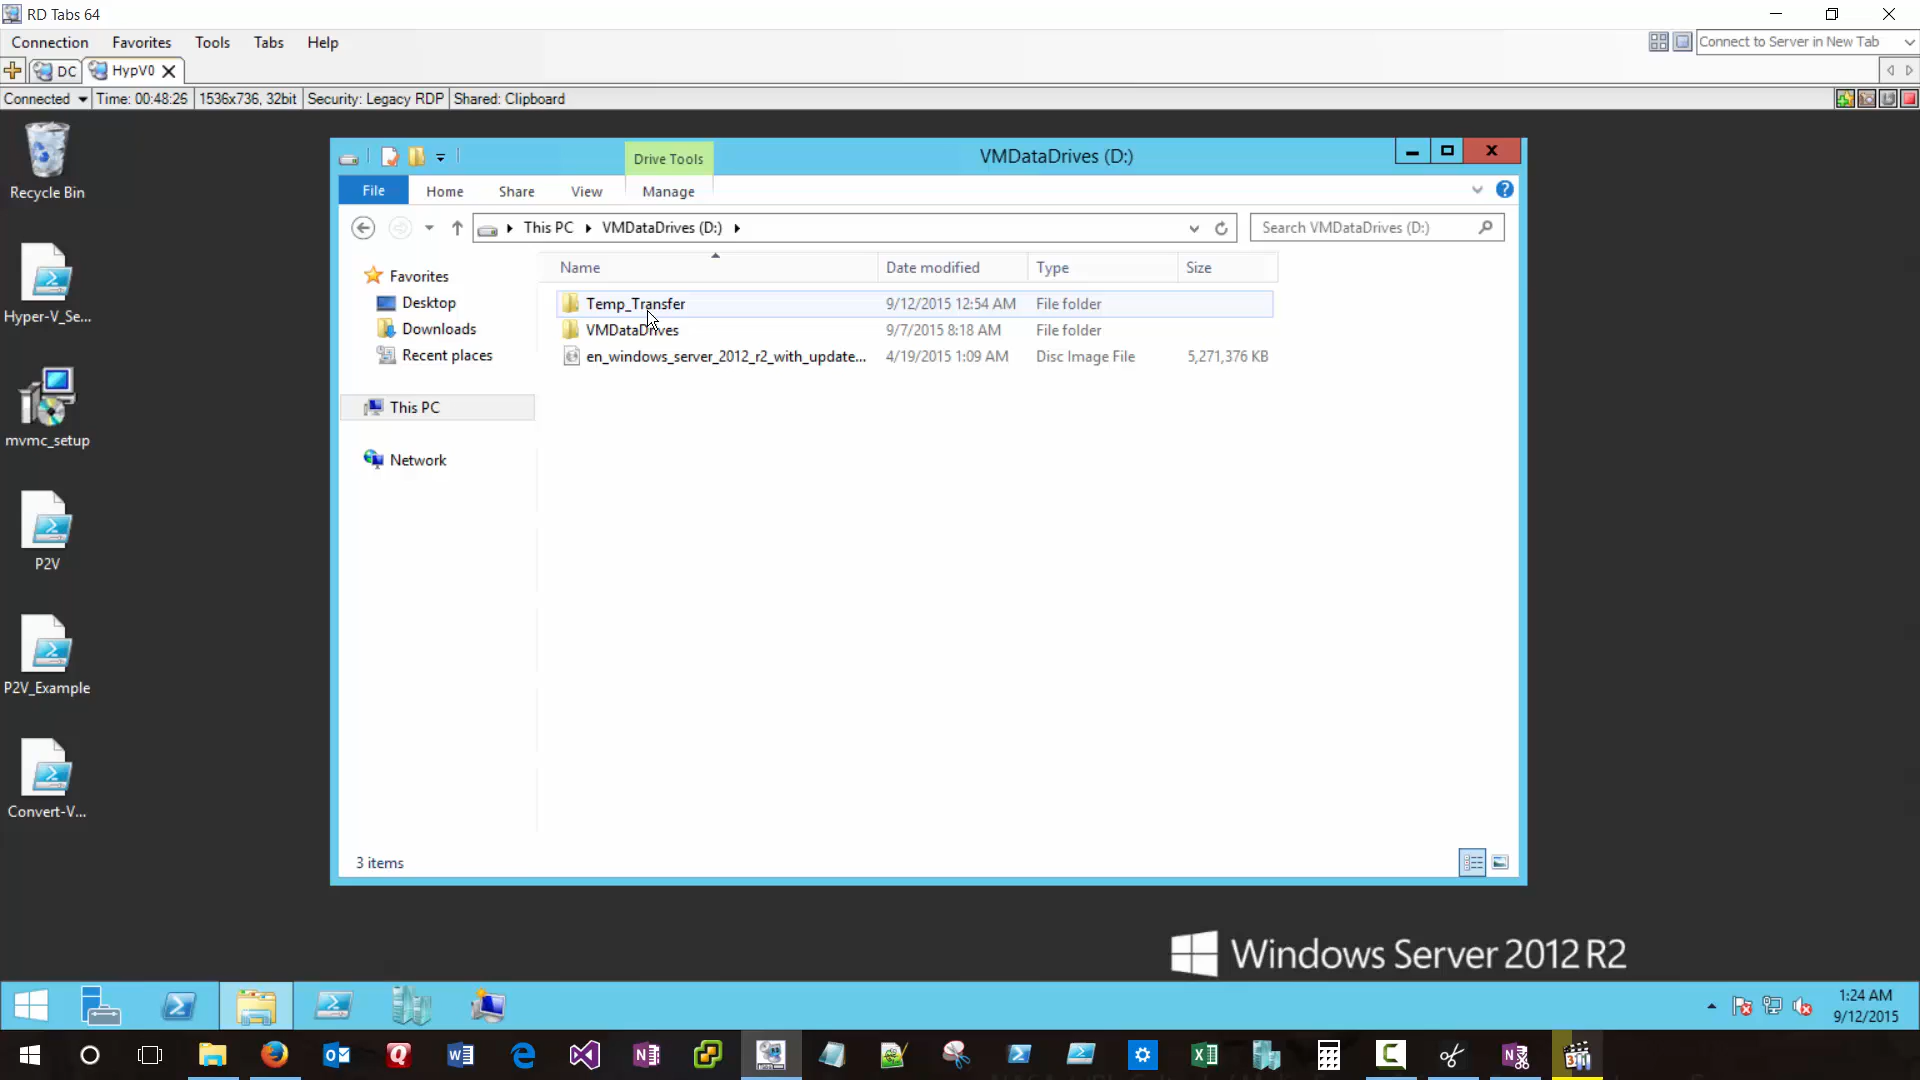 RD Tabs 64
Connection Favorites Tools Tabs Help
Connect to Server in New Tab
DC HypV0
Connected Time: 00:48:26 1536x736, 32bit Security: Legacy RDP Shared: Clipboard
Recycle Bin
Hyper-V_Se...
mvmc_setup
P2V
P2V_Example
Convert-V...
Drive Tools
VMDataDrives (D:)
File Home Share View Manage
This PC VMDataDrives (D:)
Search VMDataDrives (D:)
Favorites
Desktop
Downloads
Recent places
This PC
Network
Name Date modified Type Size
Temp_Transfer 9/12/2015 12:54 AM File folder
VMDataDrives 9/7/2015 8:18 AM File folder
en_windows_server_2012_r2_with_update... 4/19/2015 1:09 AM Disc Image File 5,271,376 KB
3 items
Windows Server 2012 R2
1:24 AM
9/12/2015